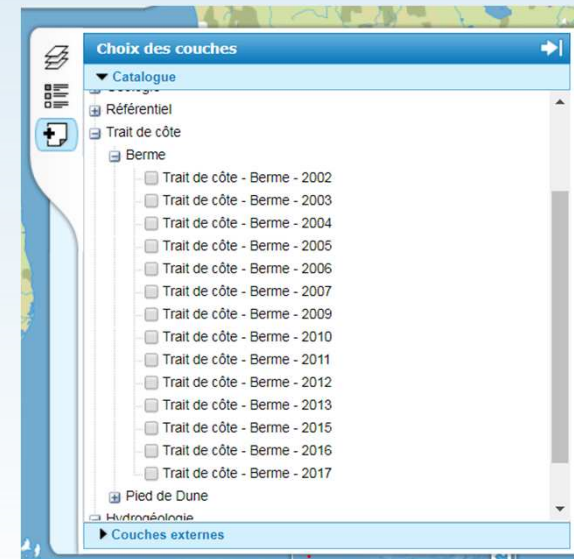 Choix des couches
Catalogue
Géologie
Référentiel
Trait de côte
Berme
Trait de côte - Berme - 2002
Trait de côte - Berme - 2003
Trait de côte - Berme - 2004
Trait de côte - Berme - 2005
Trait de côte - Berme - 2006
Trait de côte - Berme - 2007
Trait de côte - Berme - 2009
Trait de côte - Berme - 2010
Trait de côte - Berme - 2011
Trait de côte - Berme - 2012
Trait de côte - Berme - 2013
Trait de côte - Berme - 2015
Trait de côte - Berme - 2016
Trait de côte - Berme - 2017
Pied de Dune
Hydrogéologie
Couches externes